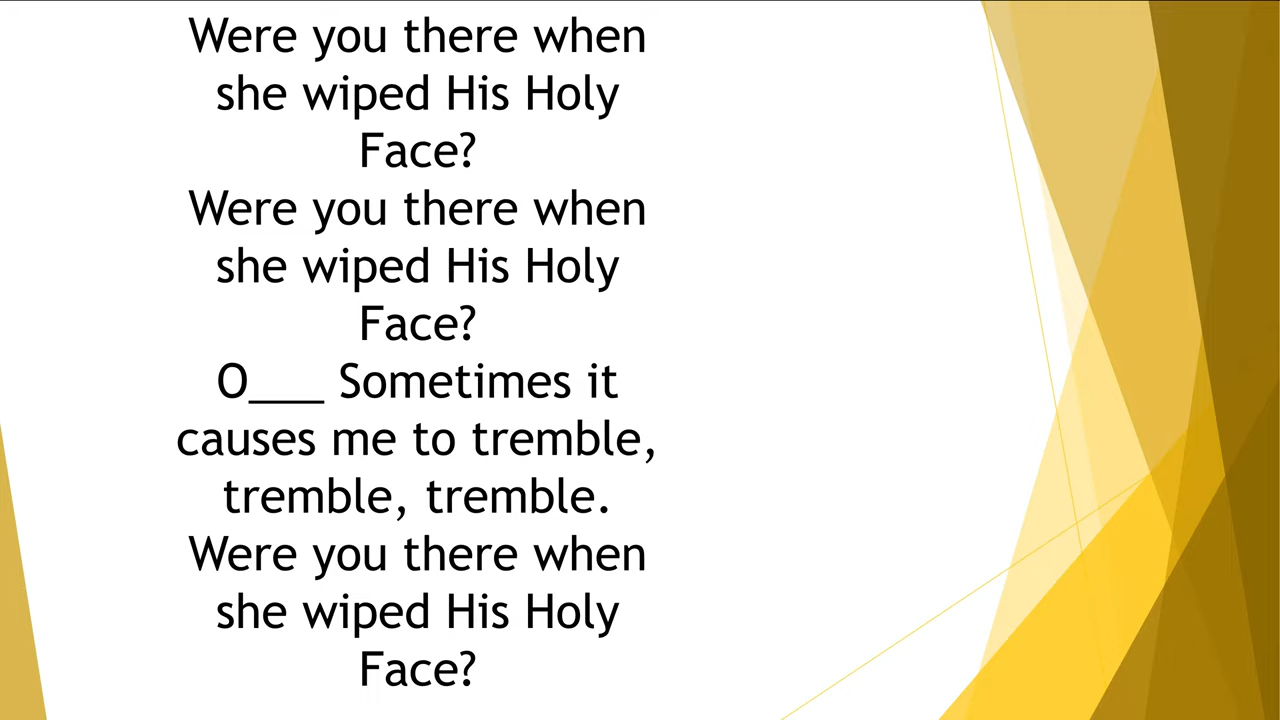 Were you there when
she wiped His Holy
Face?
Were you there when
she wiped His Holy
Face?
O___ Sometimes it
causes me to tremble,
tremble, tremble.
Were you there when
she wiped His Holy
Face?